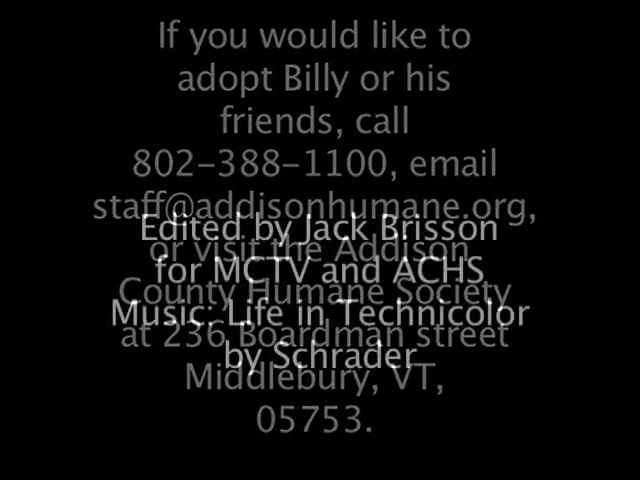 If you would like to
adopt Billy or his
friends, call
802-388-1100, email
staff@addisonhumane.org,
or visit the Addison
County Humane Society
at 236 Boardman street
Middlebury, VT,
05753.
Edited by Jack Brisson
for MCTV and ACHS
Music: Life in Technicolor
by Schrader